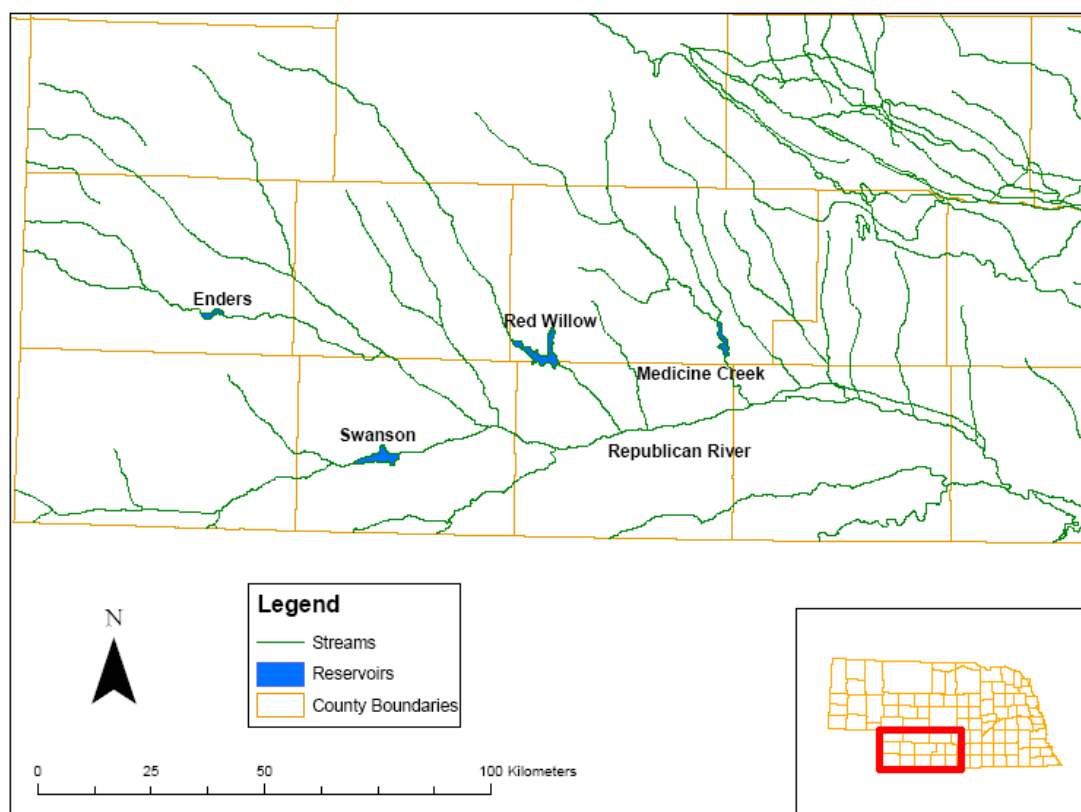 Enders
Red Willow
Medicine Creek
Swanson
Republican River
N
Legend
Streams
Reservoirs
County Boundaries
0 25 50 100 Kilometers